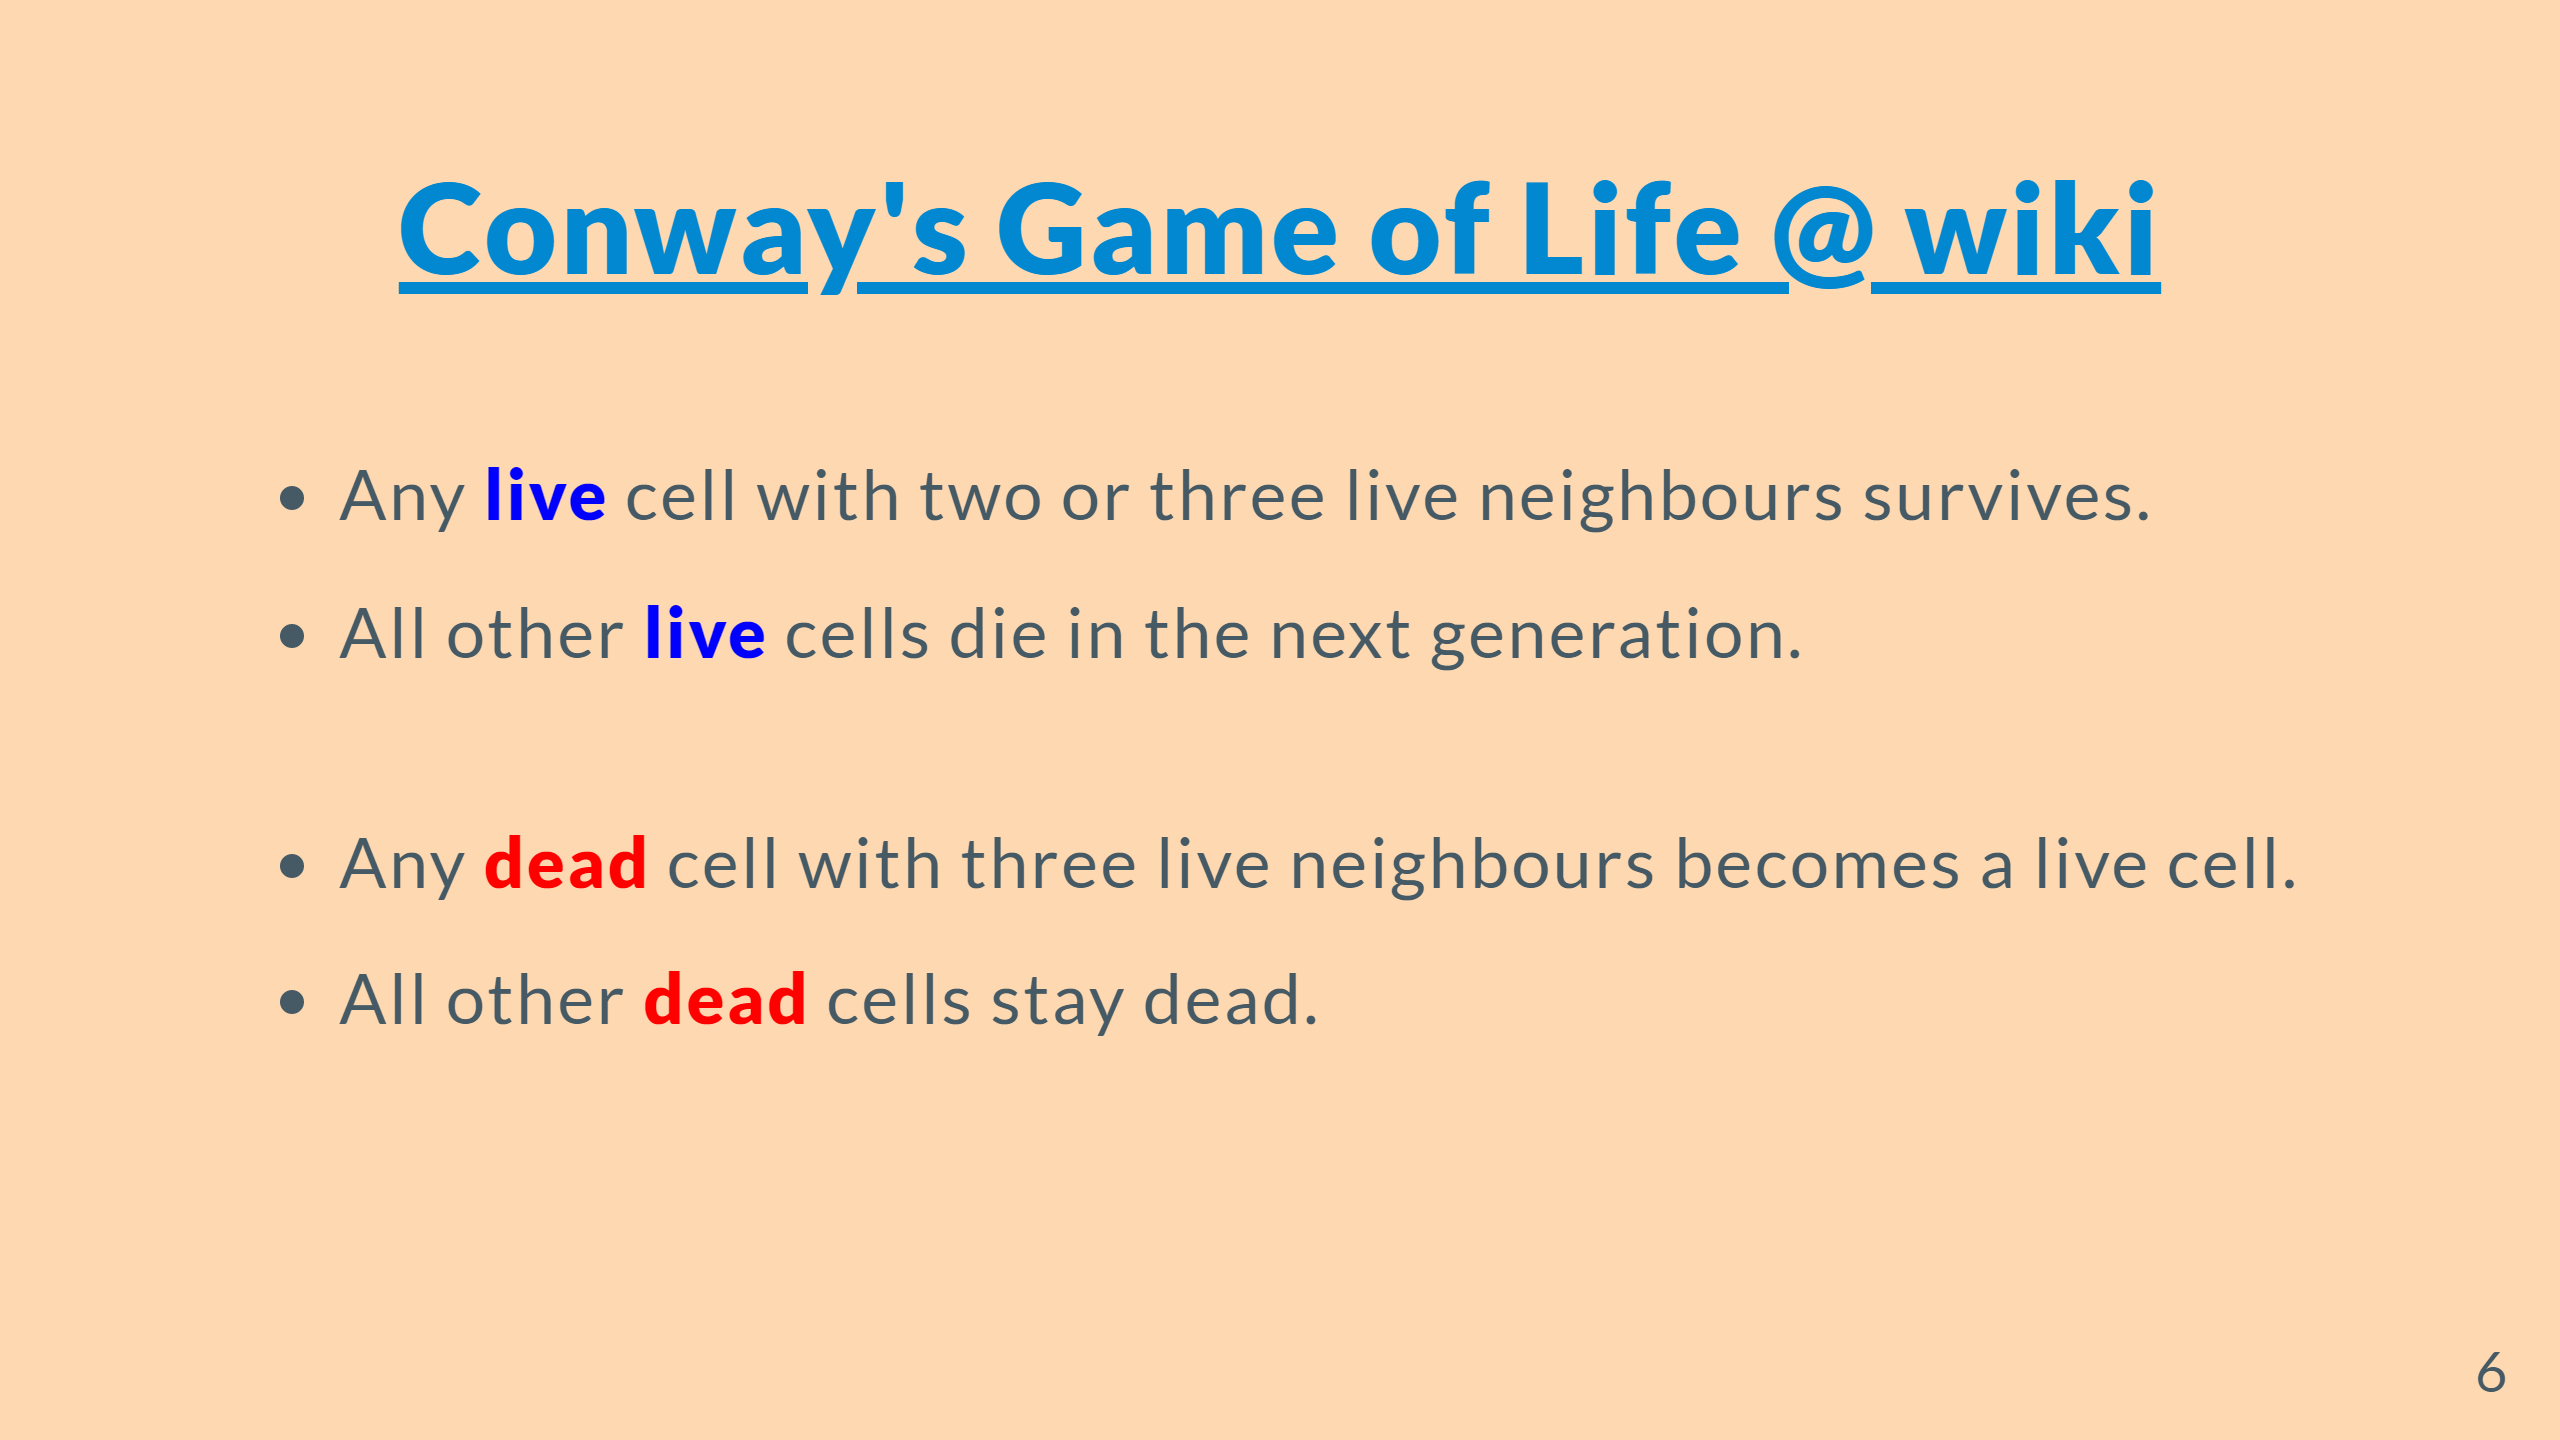 Conway's Game of Life @ wiki
• Any live cell with two or three live neighbours survives.
• All other live cells die in the next generation.
• Any dead cell with three live neighbours becomes a live cell.
• All other dead cells stay dead.
6